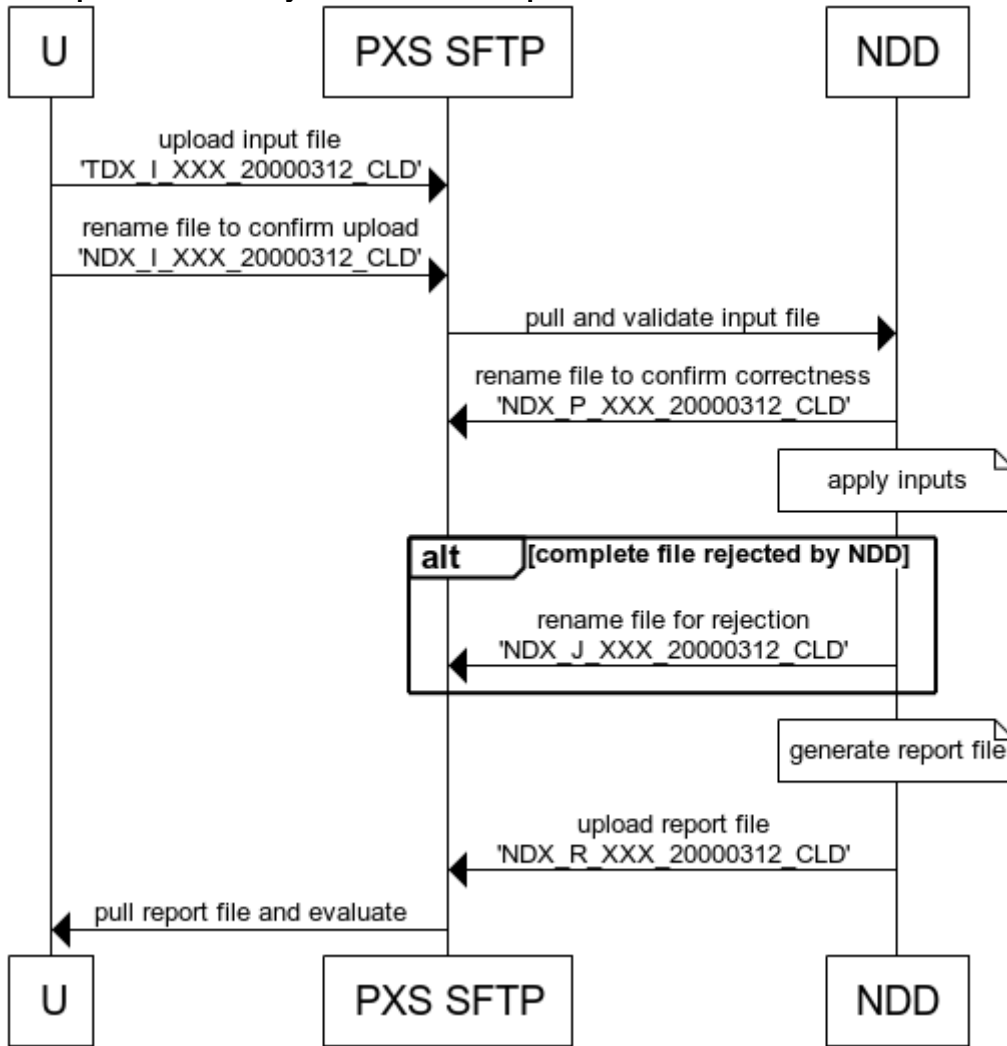 U
PXS SFTP
NDD
upload input file
'TDX_I_XXX_20000312_CLD'
rename file to confirm upload
'NDX_I_XXX_20000312_CLD'
pull and validate input file
rename file to confirm correctness
'NDX_P_XXX_20000312_CLD'
apply inputs
alt [complete file rejected by NDD]
rename file for rejection
'NDX_J_XXX_20000312_CLD'
generate report file
upload report file
'NDX_R_XXX_20000312_CLD'
pull report file and evaluate
U
PXS SFTP
NDD